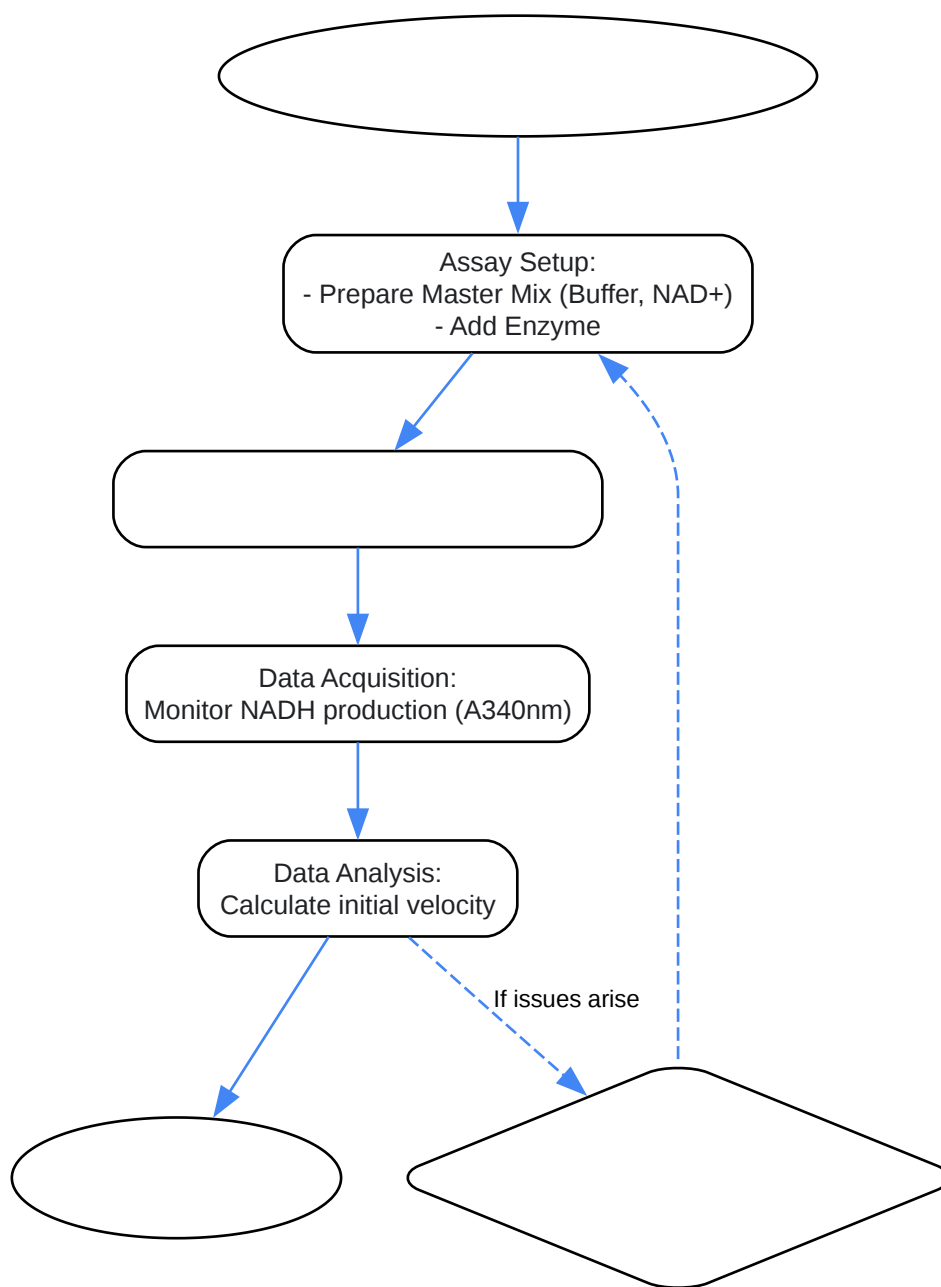 Assay Setup:
- Prepare Master Mix (Buffer, NAD+)
- Add Enzyme
Data Acquisition:
Monitor NADH production (A340nm)
Data Analysis:
Calculate initial velocity
If issues arise